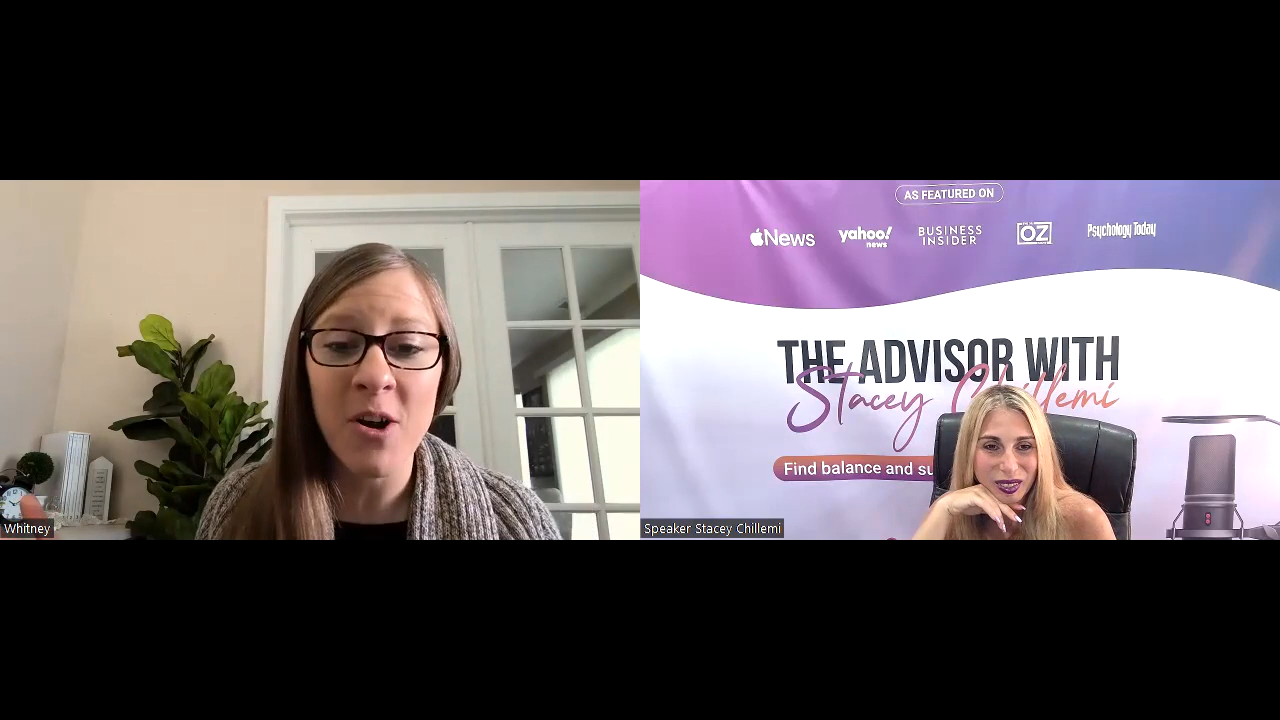 AS FEATURED ON
News
yahoo!
news
BUSINESS
INSIDER
OZ
Psychology Today
THE ADVISOR WITH
Stacey Chillemi
Find balance and su
Whitney
Speaker Stacey Chillemi